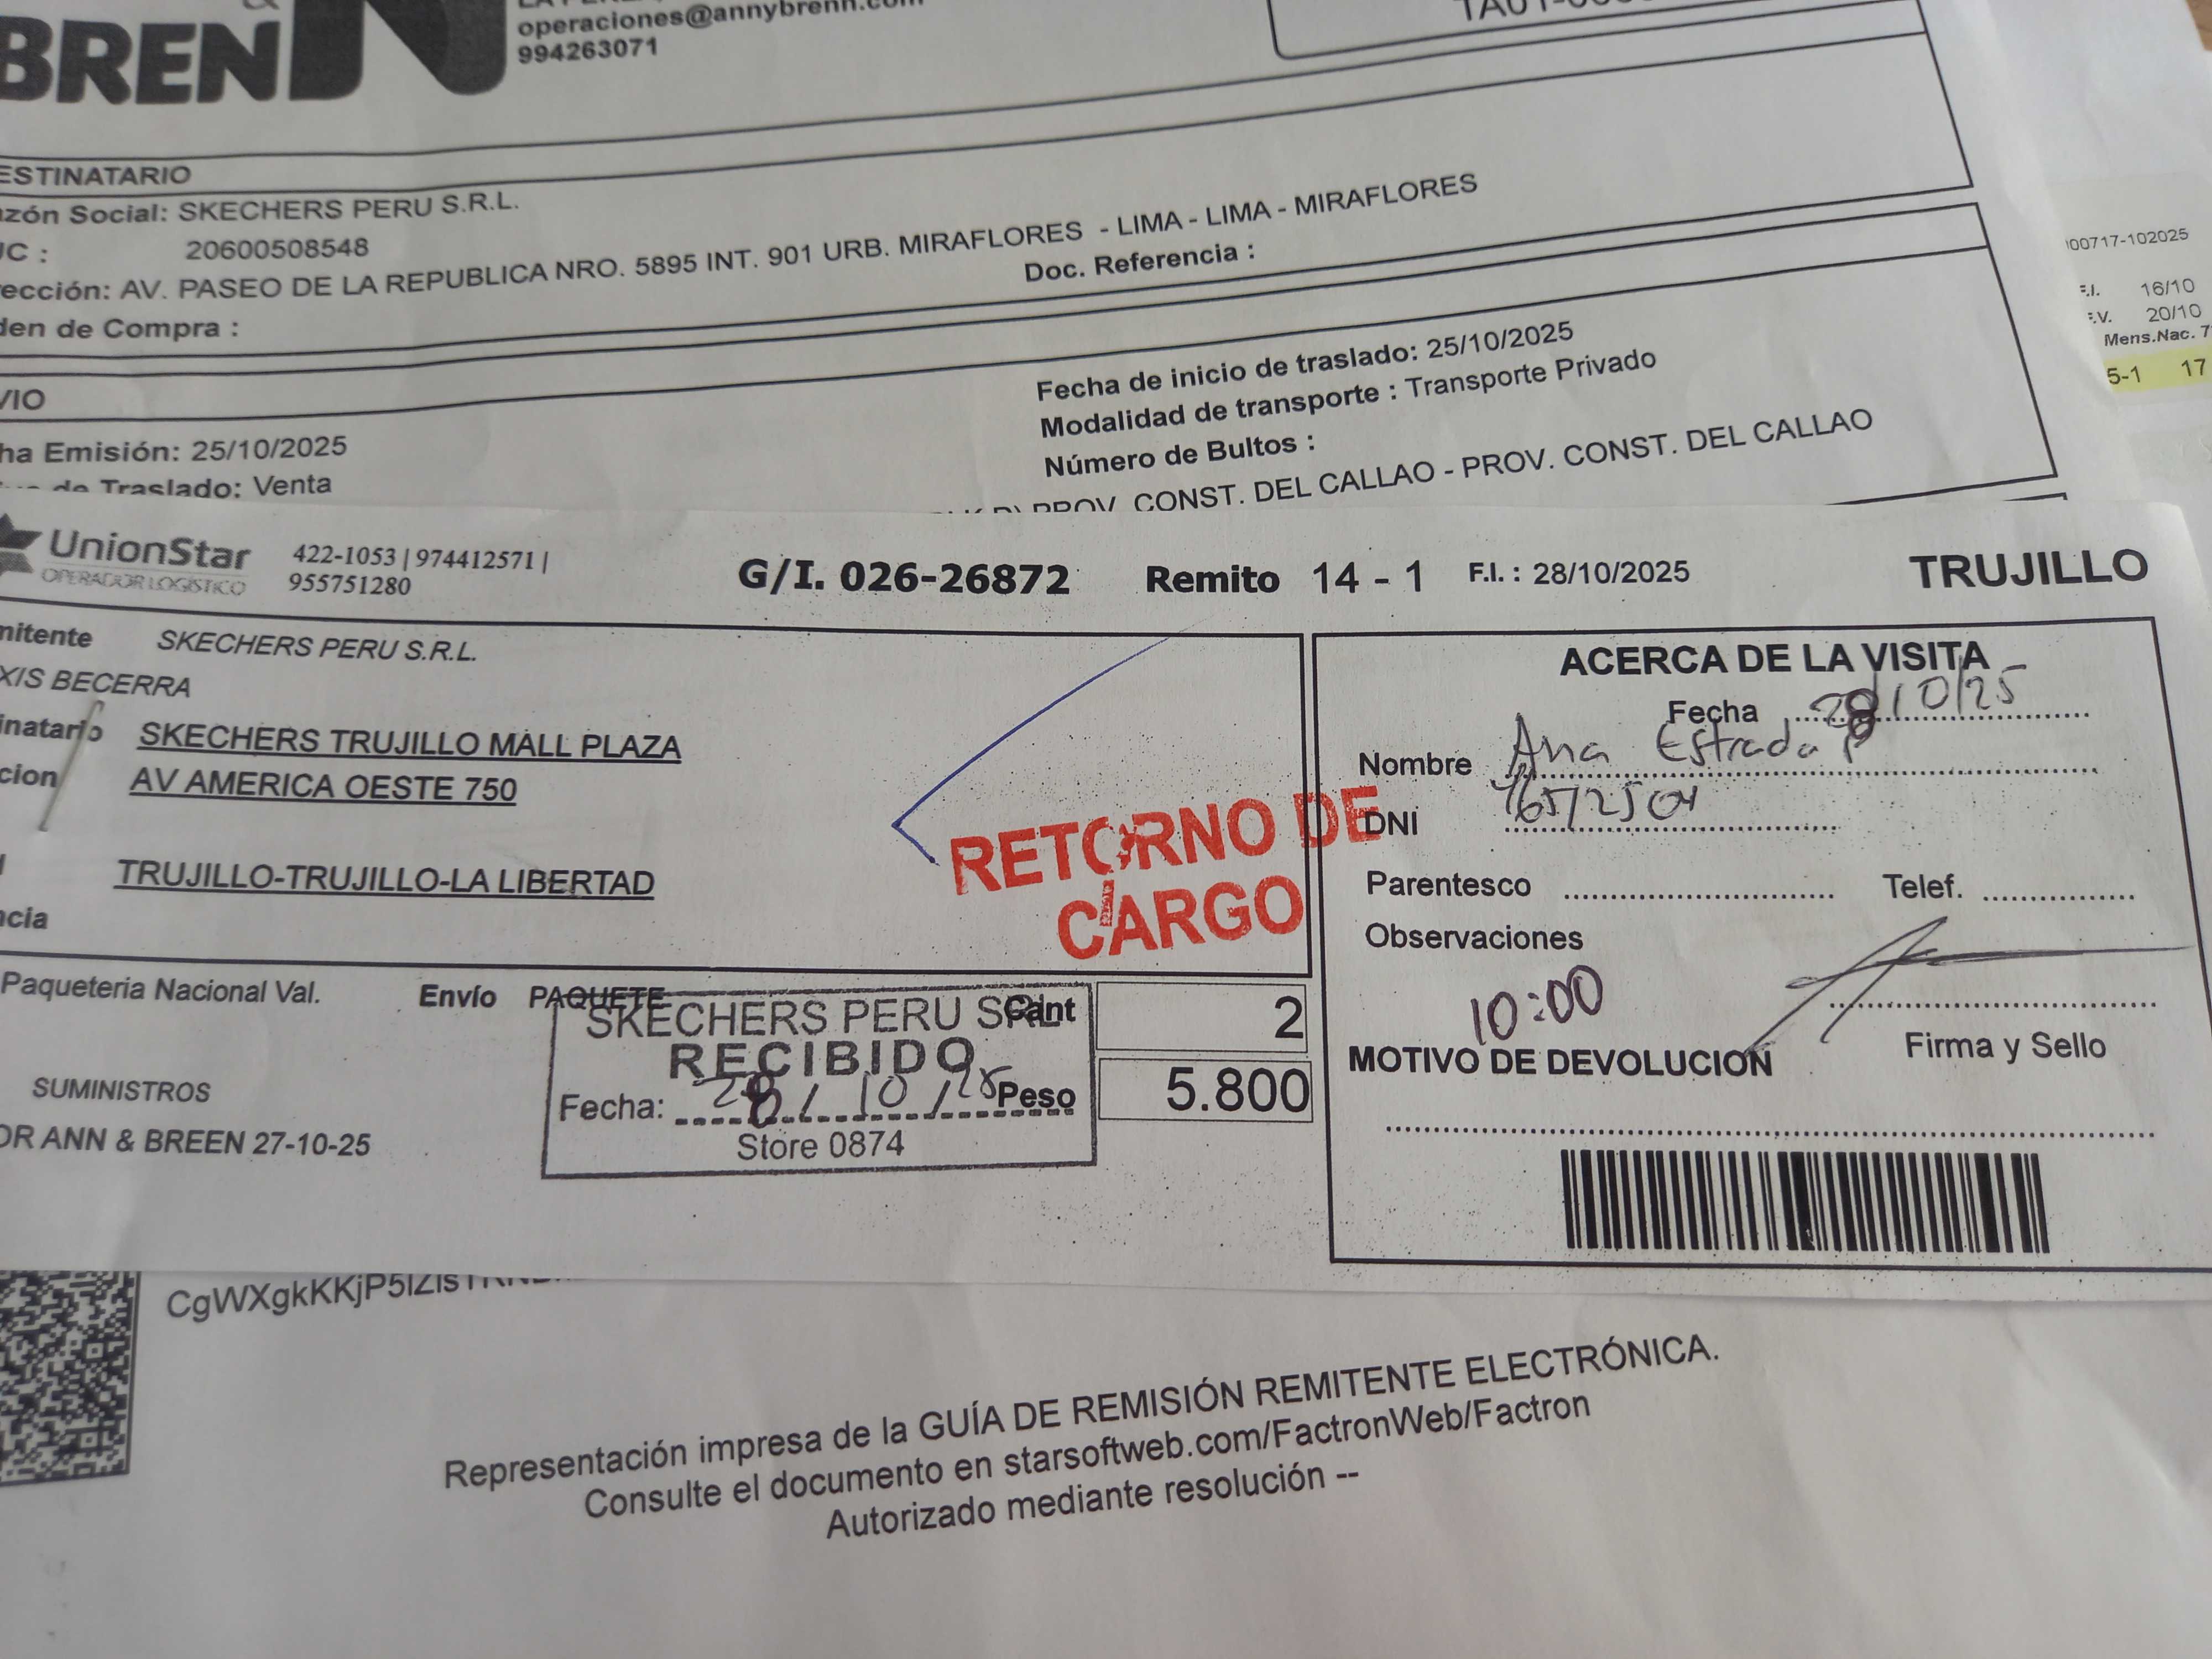 BRENN
operaciones@annybrenn.com
994263071
ESTINATARIO
zón Social: SKECHERS PERU S.R.L.
UC : 20600508548
ección: AV. PASEO DE LA REPUBLICA NRO. 5895 INT. 901 URB. MIRAFLORES - LIMA - LIMA - MIRAFLORES
den de Compra :
Doc. Referencia :
VIO
ha Emisión: 25/10/2025
de Traslado: Venta
Fecha de inicio de traslado: 25/10/2025
Modalidad de transporte : Transporte Privado
Número de Bultos :
PROV. CONST. DEL CALLAO - PROV. CONST. DEL CALLAO
00717-102025
F.I. 16/10
F.V. 20/10
Mens.Nac. 7
5-1 17
UnionStar
OPERADOR LOGÍSTICO
422-1053 | 974412571 |
955751280
G/I. 026-26872 Remito 14 - 1 F.I. : 28/10/2025 TRUJILLO
mitente SKECHERS PERU S.R.L.
XIS BECERRA
inatario SKECHERS TRUJILLO MALL PLAZA
cion AV AMERICA OESTE 750
TRUJILLO-TRUJILLO-LA LIBERTAD
ncia
RETORNO DE
CARGO
Paqueteria Nacional Val. Envío PAQUETE Cant 2
Peso 5.800
SUMINISTROS
OR ANN & BREEN 27-10-25
SKECHERS PERU SRL
RECIBIDO
Fecha: 28 / 10 / 25
Store 0874
ACERCA DE LA VISITA
Fecha 28/10/25
Nombre Ana Estrada P
DNI
Parentesco Telef.
Observaciones
10:00
Firma y Sello
MOTIVO DE DEVOLUCION
Representación impresa de la GUÍA DE REMISIÓN REMITENTE ELECTRÓNICA.
Consulte el documento en starsoftweb.com/FactronWeb/Factron
Autorizado mediante resolución --